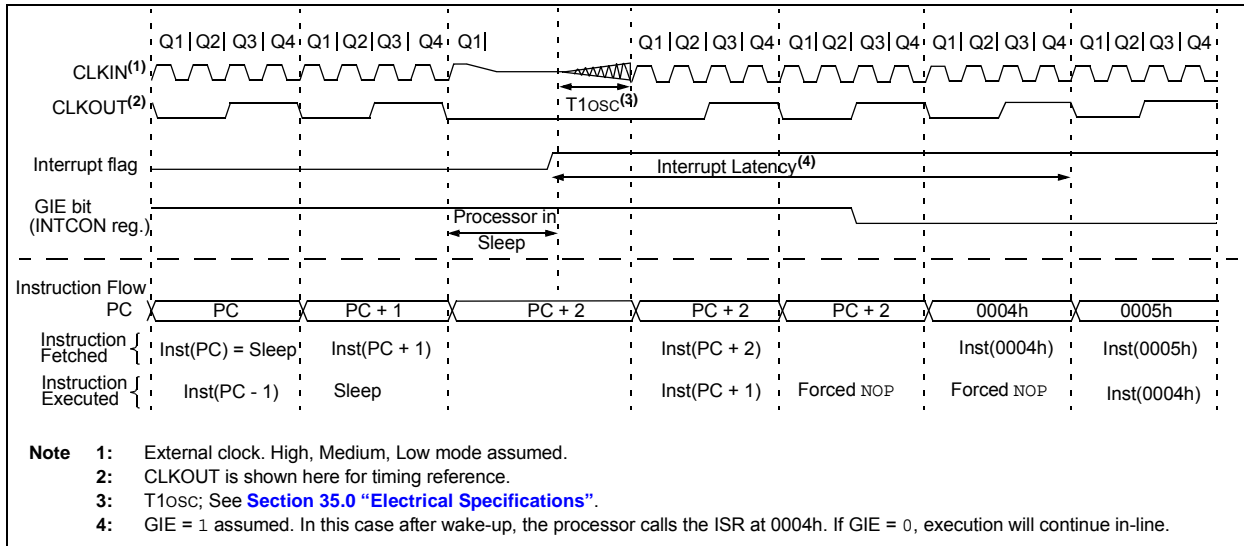 Q1| Q2| Q3| Q4 Q1| Q2| Q3| Q4 Q1| Q1| Q2| Q3| Q4 Q1| Q2| Q3| Q4 Q1| Q2| Q3| Q4 Q1| Q2| Q3| Q4
CLKIN(1)
CLKOUT(2)
T1OSC(3)
Interrupt flag
Interrupt Latency(4)
GIE bit
(INTCON reg.)
Processor in
Sleep
Instruction Flow
PC PC PC + 1 PC + 2 PC + 2 PC + 2 0004h 0005h
Instruction
Fetched
Inst(PC) = Sleep Inst(PC + 1) Inst(PC + 2) Inst(0004h) Inst(0005h)
Instruction
Executed
Inst(PC - 1) Sleep Inst(PC + 1) Forced NOP Forced NOP Inst(0004h)
Note 1: External clock. High, Medium, Low mode assumed.
2: CLKOUT is shown here for timing reference.
3: T1OSC; See Section 35.0 “Electrical Specifications”.
4: GIE = 1 assumed. In this case after wake-up, the processor calls the ISR at 0004h. If GIE = 0, execution will continue in-line.